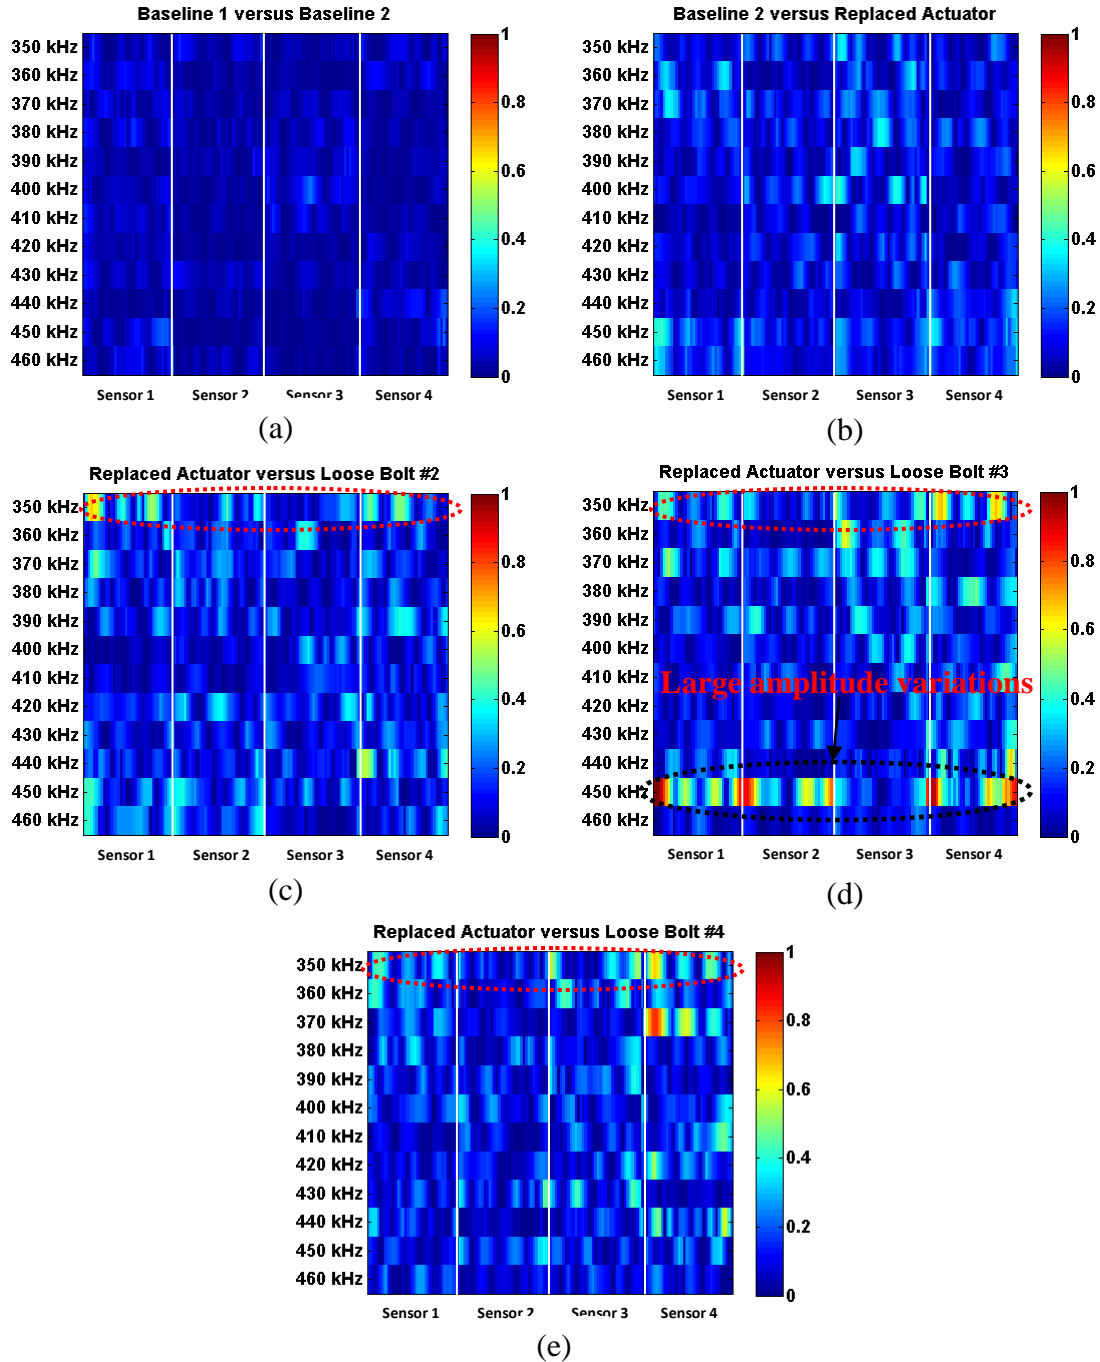 Baseline 1 versus Baseline 2
350 kHz
360 kHz
370 kHz
380 kHz
390 kHz
400 kHz
410 kHz
420 kHz
430 kHz
440 kHz
450 kHz
460 kHz
1
0.8
0.6
0.4
0.2
0
Sensor 1 Sensor 2 Sensor 3 Sensor 4
(a)
Baseline 2 versus Replaced Actuator
350 kHz
360 kHz
370 kHz
380 kHz
390 kHz
400 kHz
410 kHz
420 kHz
430 kHz
440 kHz
450 kHz
460 kHz
1
0.8
0.6
0.4
0.2
0
Sensor 1 Sensor 2 Sensor 3 Sensor 4
(b)
Replaced Actuator versus Loose Bolt #2
350 kHz
360 kHz
370 kHz
380 kHz
390 kHz
400 kHz
410 kHz
420 kHz
430 kHz
440 kHz
450 kHz
460 kHz
1
0.8
0.6
0.4
0.2
0
Sensor 1 Sensor 2 Sensor 3 Sensor 4
(c)
Replaced Actuator versus Loose Bolt #3
350 kHz
360 kHz
370 kHz
380 kHz
390 kHz
400 kHz
410 kHz
Large amplitude variations
420 kHz
430 kHz
440 kHz
450 kHz
460 kHz
1
0.8
0.6
0.4
0.2
0
Sensor 1 Sensor 2 Sensor 3 Sensor 4
(d)
Replaced Actuator versus Loose Bolt #4
350 kHz
360 kHz
370 kHz
380 kHz
390 kHz
400 kHz
410 kHz
420 kHz
430 kHz
440 kHz
450 kHz
460 kHz
1
0.8
0.6
0.4
0.2
0
Sensor 1 Sensor 2 Sensor 3 Sensor 4
(e)